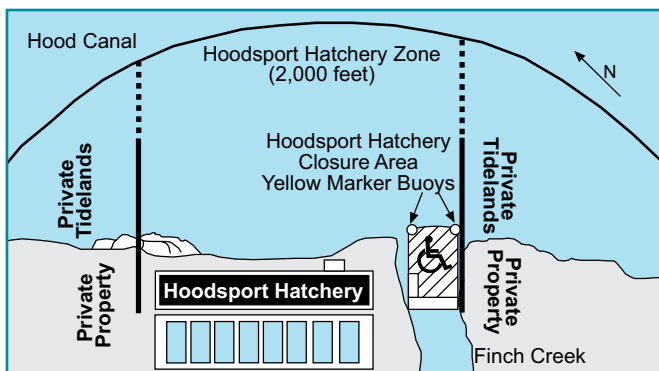 Hood Canal
Hoodsport Hatchery Zone
(2,000 feet)
N
Hoodsport Hatchery
Closure Area
Yellow Marker Buoys
Private
Tidelands
Private
Tidelands
Private
Property
Private
Property
Hoodsport Hatchery
Finch Creek